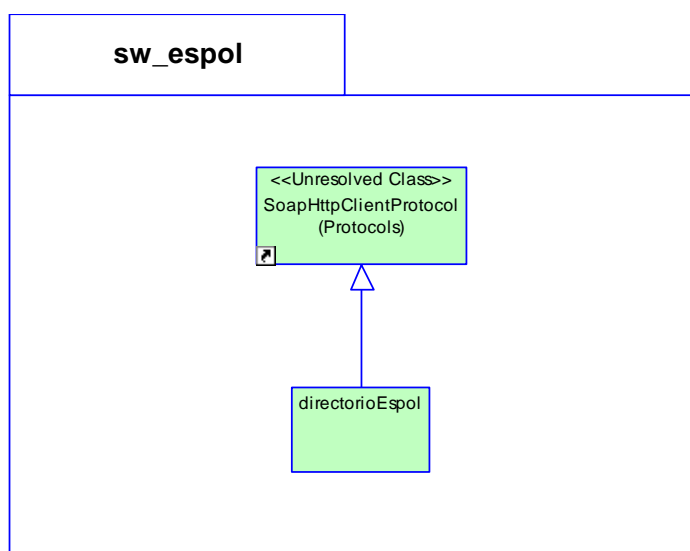 sw_espol
<<Unresolved Class>>
SoapHttpClientProtocol
(Protocols)
directorioEspol